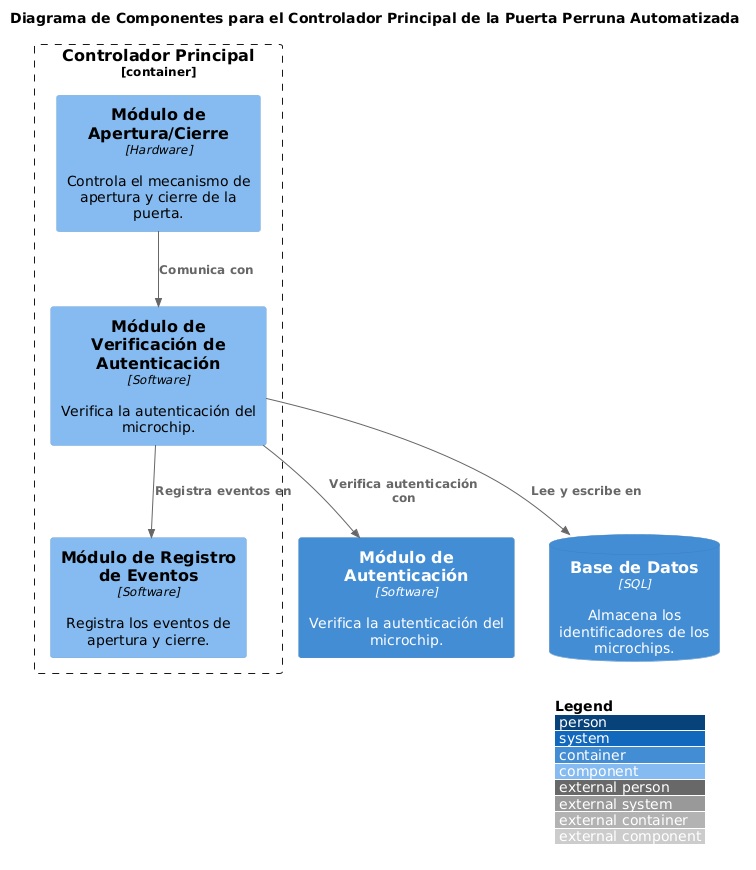 Diagrama de Componentes para el Controlador Principal de la Puerta Perruna Automatizada
Controlador Principal
[container]
Módulo de
Apertura/Cierre
[Hardware]
Controla el mecanismo de
apertura y cierre de la
puerta.
Comunica con
Módulo de
Verificación de
Autenticación
[Software]
Verifica la autenticación del
microchip.
Registra eventos en
Verifica autenticación
con
Lee y escribe en
Módulo de Registro
de Eventos
[Software]
Registra los eventos de
apertura y cierre.
Módulo de
Autenticación
[Software]
Verifica la autenticación del
microchip.
Base de Datos
[SQL]
Almacena los
identificadores de los
microchips.
Legend
person
system
container
component
external person
external system
external container
external component